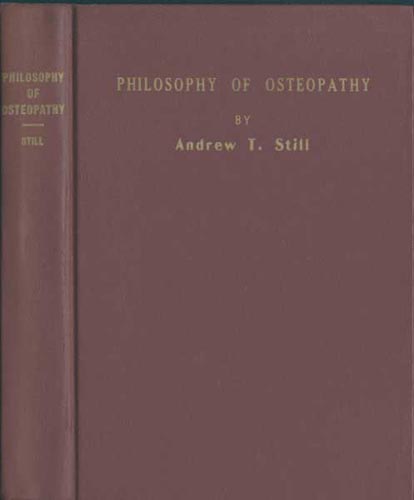 PHILOSOPHY
OF
OSTEOPATHY
STILL
PHILOSOPHY OF OSTEOPATHY
BY
Andrew T. Still